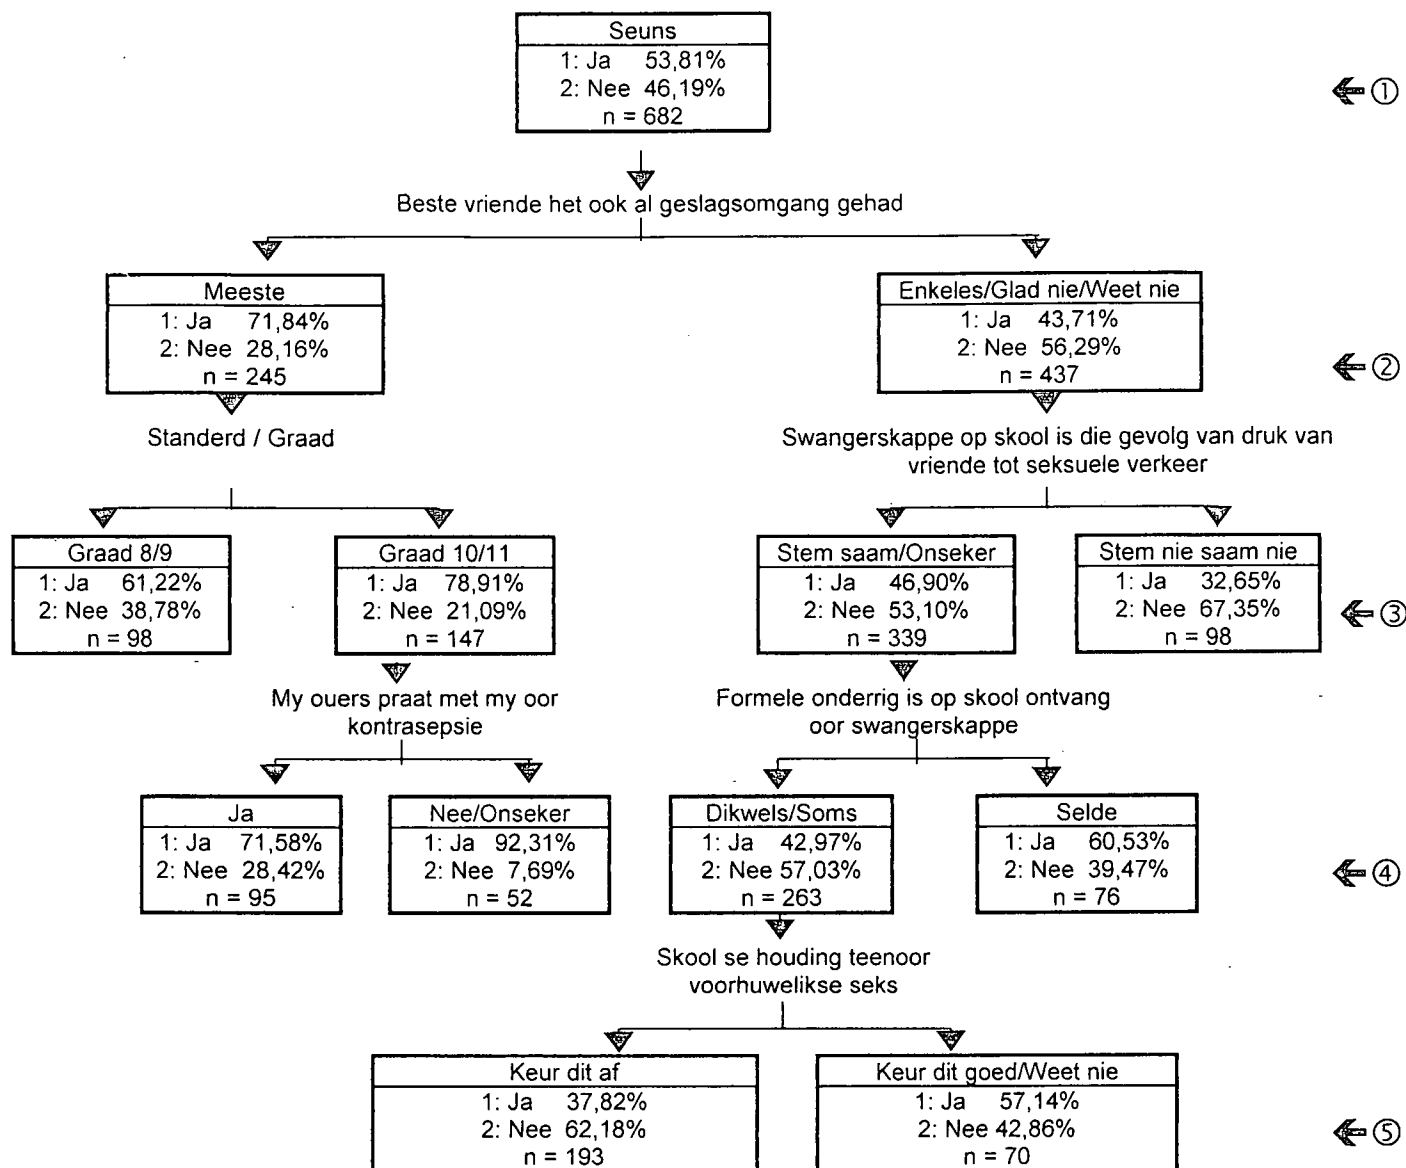 Seuns
1: Ja 53,81%
2: Nee 46,19%
n = 682
①
Beste vriende het ook al geslagsomgang gehad
Meeste
1: Ja 71,84%
2: Nee 28,16%
n = 245
Enkeles/Glad nie/Weet nie
1: Ja 43,71%
2: Nee 56,29%
n = 437
②
Standerd / Graad
Swangerskappe op skool is die gevolg van druk van
vriende tot seksuele verkeer
Graad 8/9
1: Ja 61,22%
2: Nee 38,78%
n = 98
Graad 10/11
1: Ja 78,91%
2: Nee 21,09%
n = 147
Stem saam/Onseker
1: Ja 46,90%
2: Nee 53,10%
n = 339
Stem nie saam nie
1: Ja 32,65%
2: Nee 67,35%
n = 98
③
My ouers praat met my oor
kontrasepsie
Formele onderrig is op skool ontvang
oor swangerskappe
Ja
1: Ja 71,58%
2: Nee 28,42%
n = 95
Nee/Onseker
1: Ja 92,31%
2: Nee 7,69%
n = 52
Dikwels/Soms
1: Ja 42,97%
2: Nee 57,03%
n = 263
Selde
1: Ja 60,53%
2: Nee 39,47%
n = 76
④
Skool se houding teenoor
voorhuwelikse seks
Keur dit af
1: Ja 37,82%
2: Nee 62,18%
n = 193
Keur dit goed/Weet nie
1: Ja 57,14%
2: Nee 42,86%
n = 70
⑤